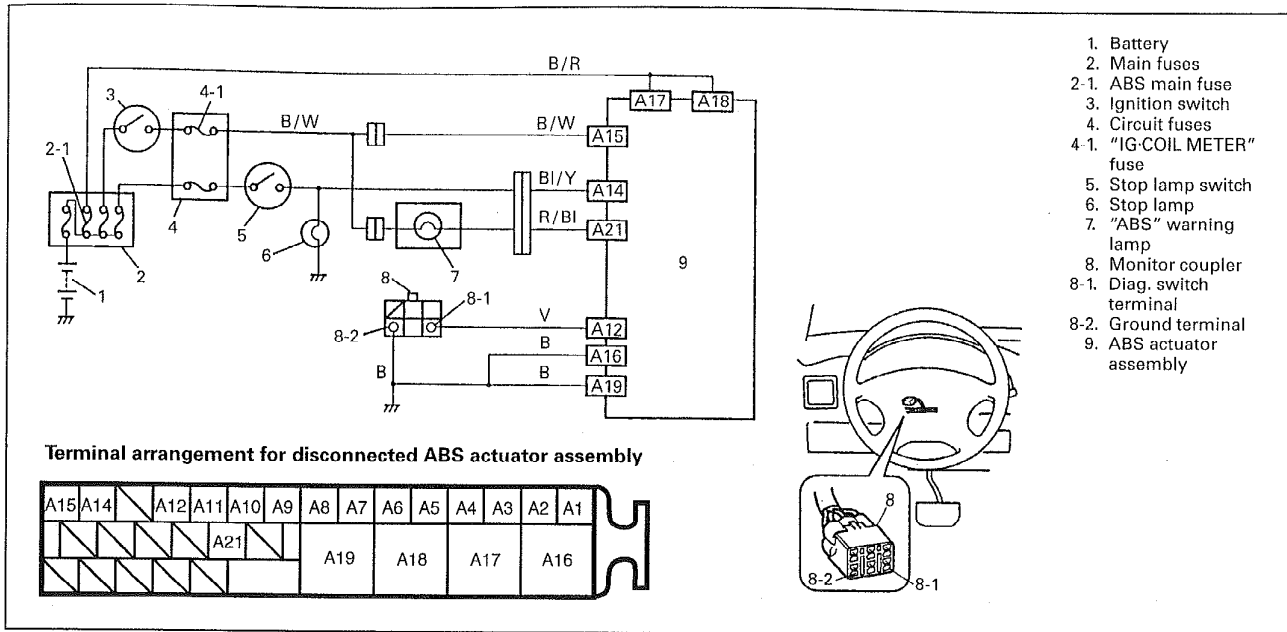 B/R
A17 A18
3
4-1
B/W
B/W
A15
2-1
Bl/Y
A14
R/Bl
A21
4
5
6
7
9
2
1
8
8-1
V
A12
8-2
B
A16
B
B
A19
1. Battery
2. Main fuses
2-1. ABS main fuse
3. Ignition switch
4. Circuit fuses
4-1. "IG·COIL METER"
fuse
5. Stop lamp switch
6. Stop lamp
7. "ABS" warning
lamp
8. Monitor coupler
8-1. Diag. switch
terminal
8-2. Ground terminal
9. ABS actuator
assembly
Terminal arrangement for disconnected ABS actuator assembly
A15 A14 A12 A11 A10 A9 A8 A7 A6 A5 A4 A3 A2 A1
A21
A19 A18 A17 A16
8
8-2
8-1